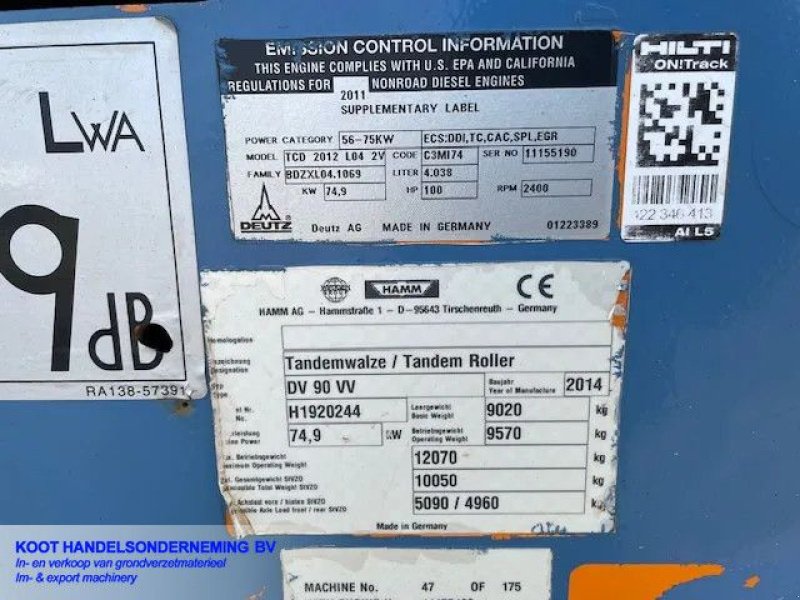 LWA
9
dB
RA138-57391
EMISSION CONTROL INFORMATION
THIS ENGINE COMPLIES WITH U.S. EPA AND CALIFORNIA
REGULATIONS FOR NONROAD DIESEL ENGINES
2011
SUPPLEMENTARY LABEL
POWER CATEGORY 56-75KW ECS:DDI,TC,CAC,SPL,EGR
MODEL TCD 2012 L04 2V CODE C3MI74 SER NO 11155190
FAMILY BDZXL04.1069 LITER 4.038
KW 74,9 HP 100 RPM 2400
DEUTZ Deutz AG MADE IN GERMANY 01223389
HILTI
ON!Track
422 346 413
AI L5
HAMM CE
HAMM AG - Hammstraße 1 - D-95643 Tirschenreuth - Germany
Homologation
Designation
Tandemwalze / Tandem Roller
DV 90 VV Baujahr Year of Manufacture 2014
H1920244 Leergewicht Basic Weight 9020 kg
74,9 kW Betriebsgewicht Operating Weight 9570 kg
12070 kg
10050 kg
5090 / 4960 kg
Made in Germany
KOOT HANDELSONDERNEMING BV
In- en verkoop van grondverzetmaterieel
Im- & export machinery
MACHINE No. 47 OF 175